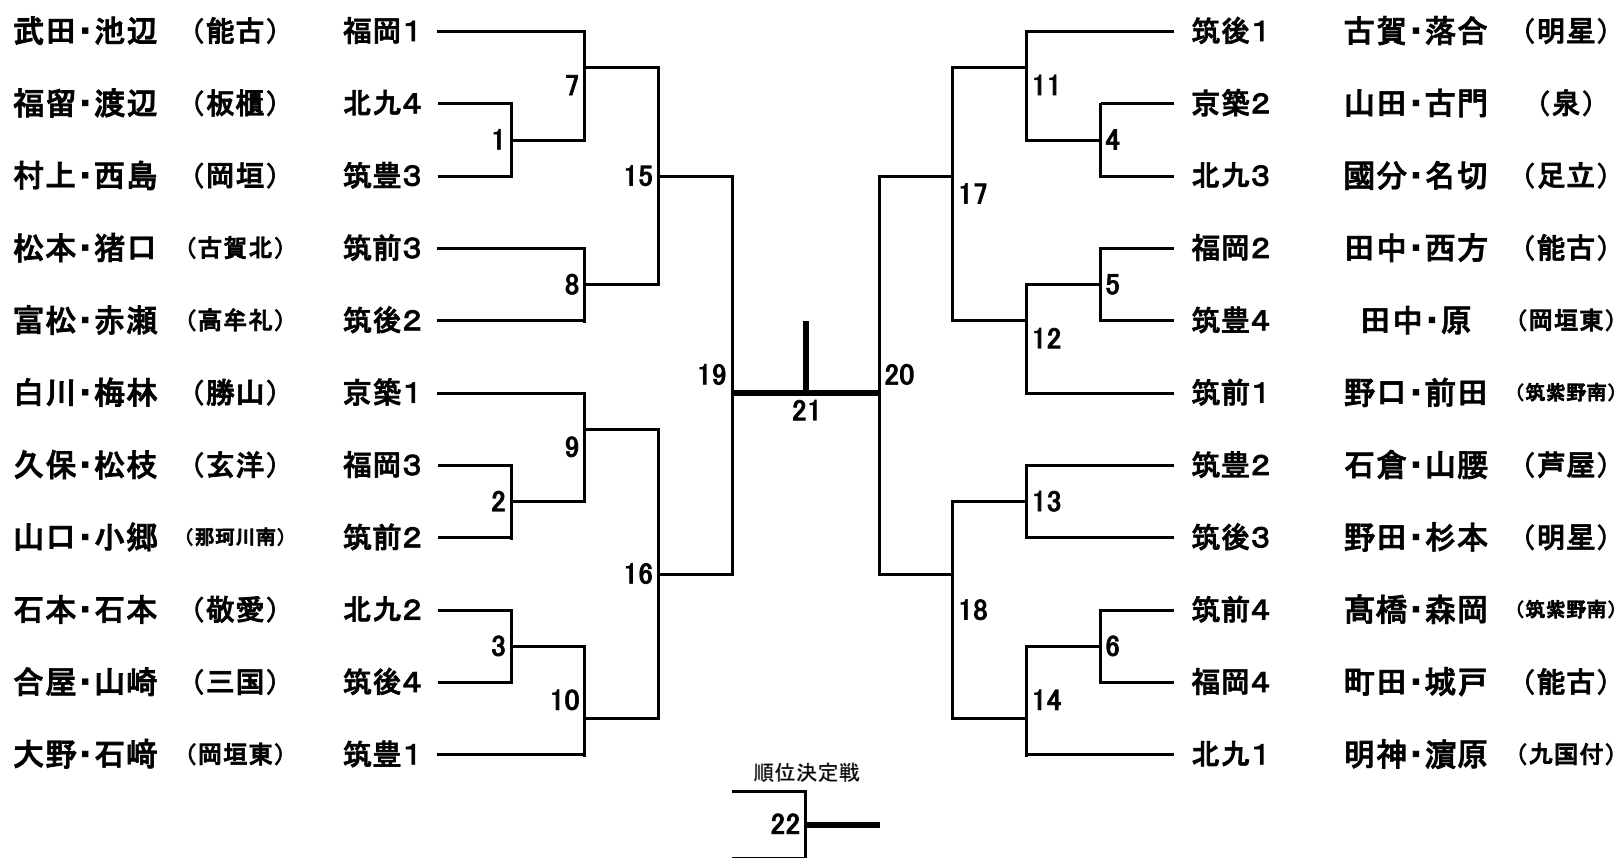 武田・池辺 （能古） 福岡1
福留・渡辺 （板櫃） 北九4
村上・西島 （岡垣） 筑豊3
松本・猪口 （古賀北） 筑前3
富松・赤瀬 （高牟礼） 筑後2
白川・梅林 （勝山） 京築1
久保・松枝 （玄洋） 福岡3
山口・小郷 （那珂川南） 筑前2
石本・石本 （敬愛） 北九2
合屋・山崎 （三国） 筑後4
大野・石﨑 （岡垣東） 筑豊1
7
1
15
8
19
9
2
16
3
10
21
11
4
17
5
12
20
13
18
6
14
筑後1 古賀・落合 （明星）
京築2 山田・古門 （泉）
北九3 國分・名切 （足立）
福岡2 田中・西方 （能古）
筑豊4 田中・原 （岡垣東）
筑前1 野口・前田 （筑紫野南）
筑豊2 石倉・山腰 （芦屋）
筑後3 野田・杉本 （明星）
筑前4 髙橋・森岡 （筑紫野南）
福岡4 町田・城戸 （能古）
北九1 明神・濵原 （九国付）
順位決定戦
22